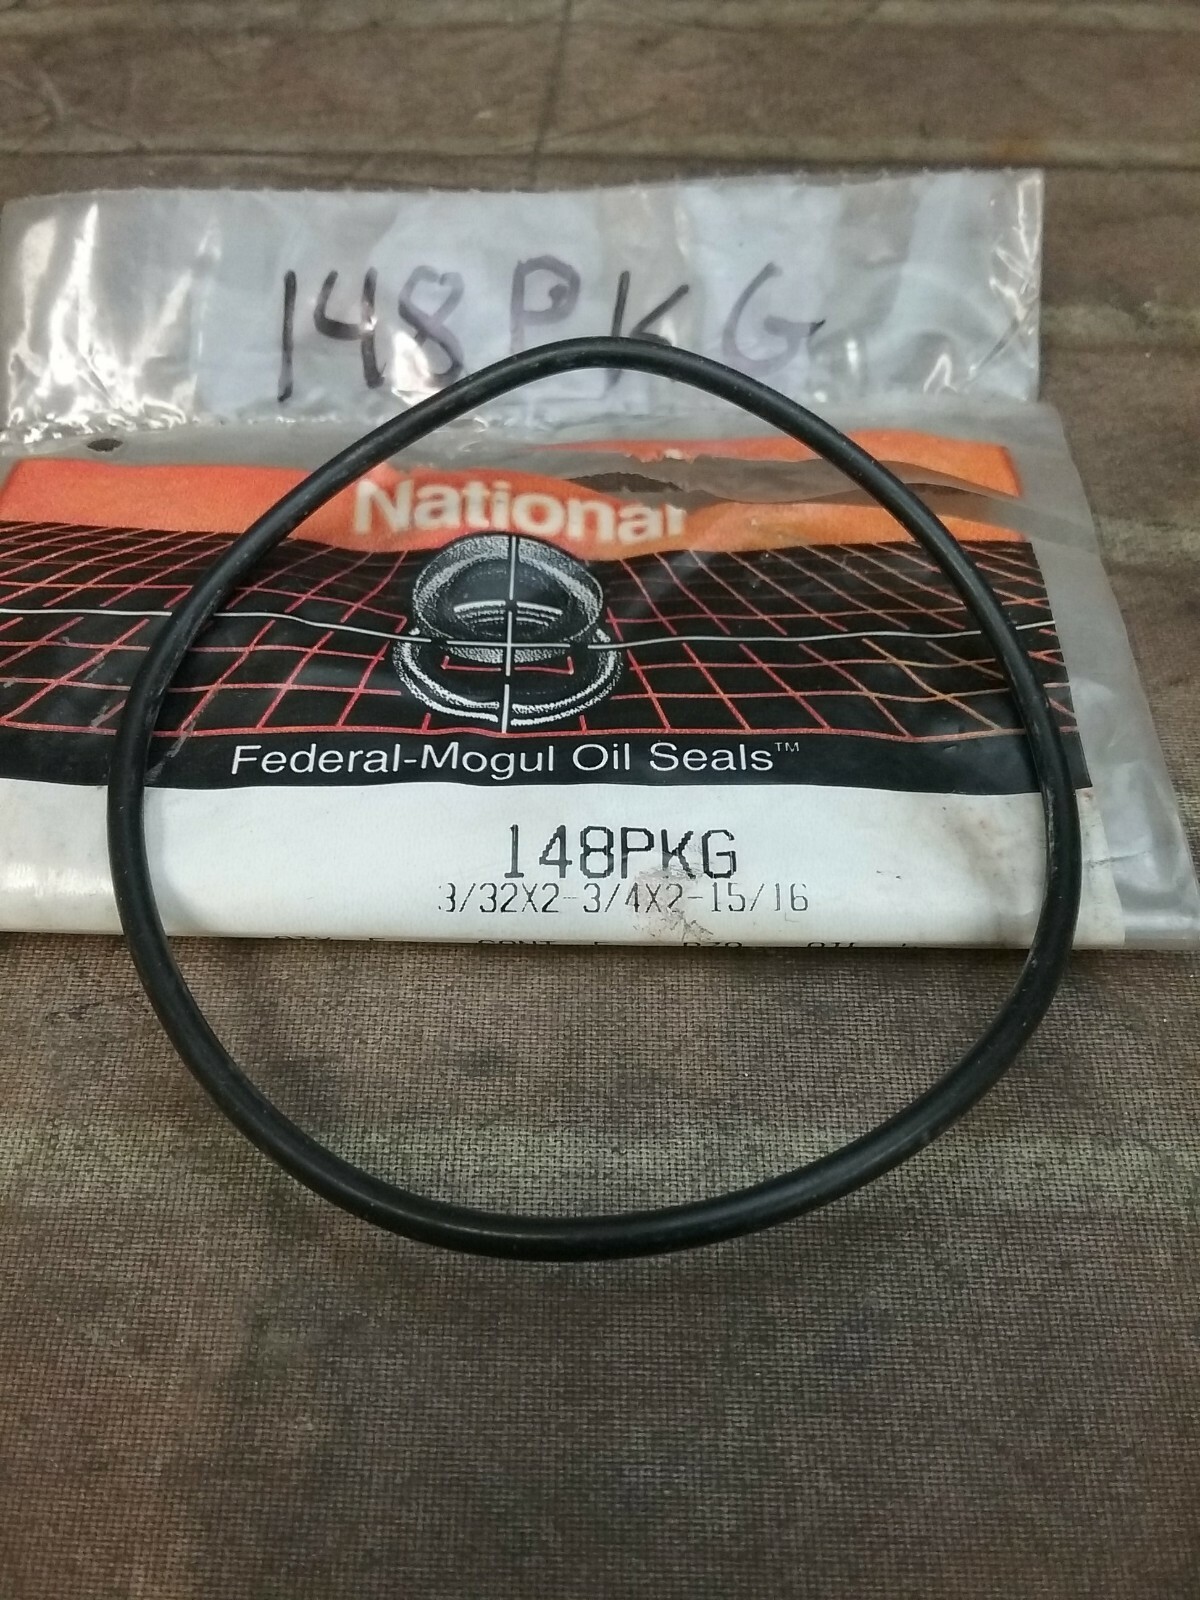 148PKG
National
Federal-Mogul Oil Seals™
148PKG
3/32X2-3/4X2-15/16